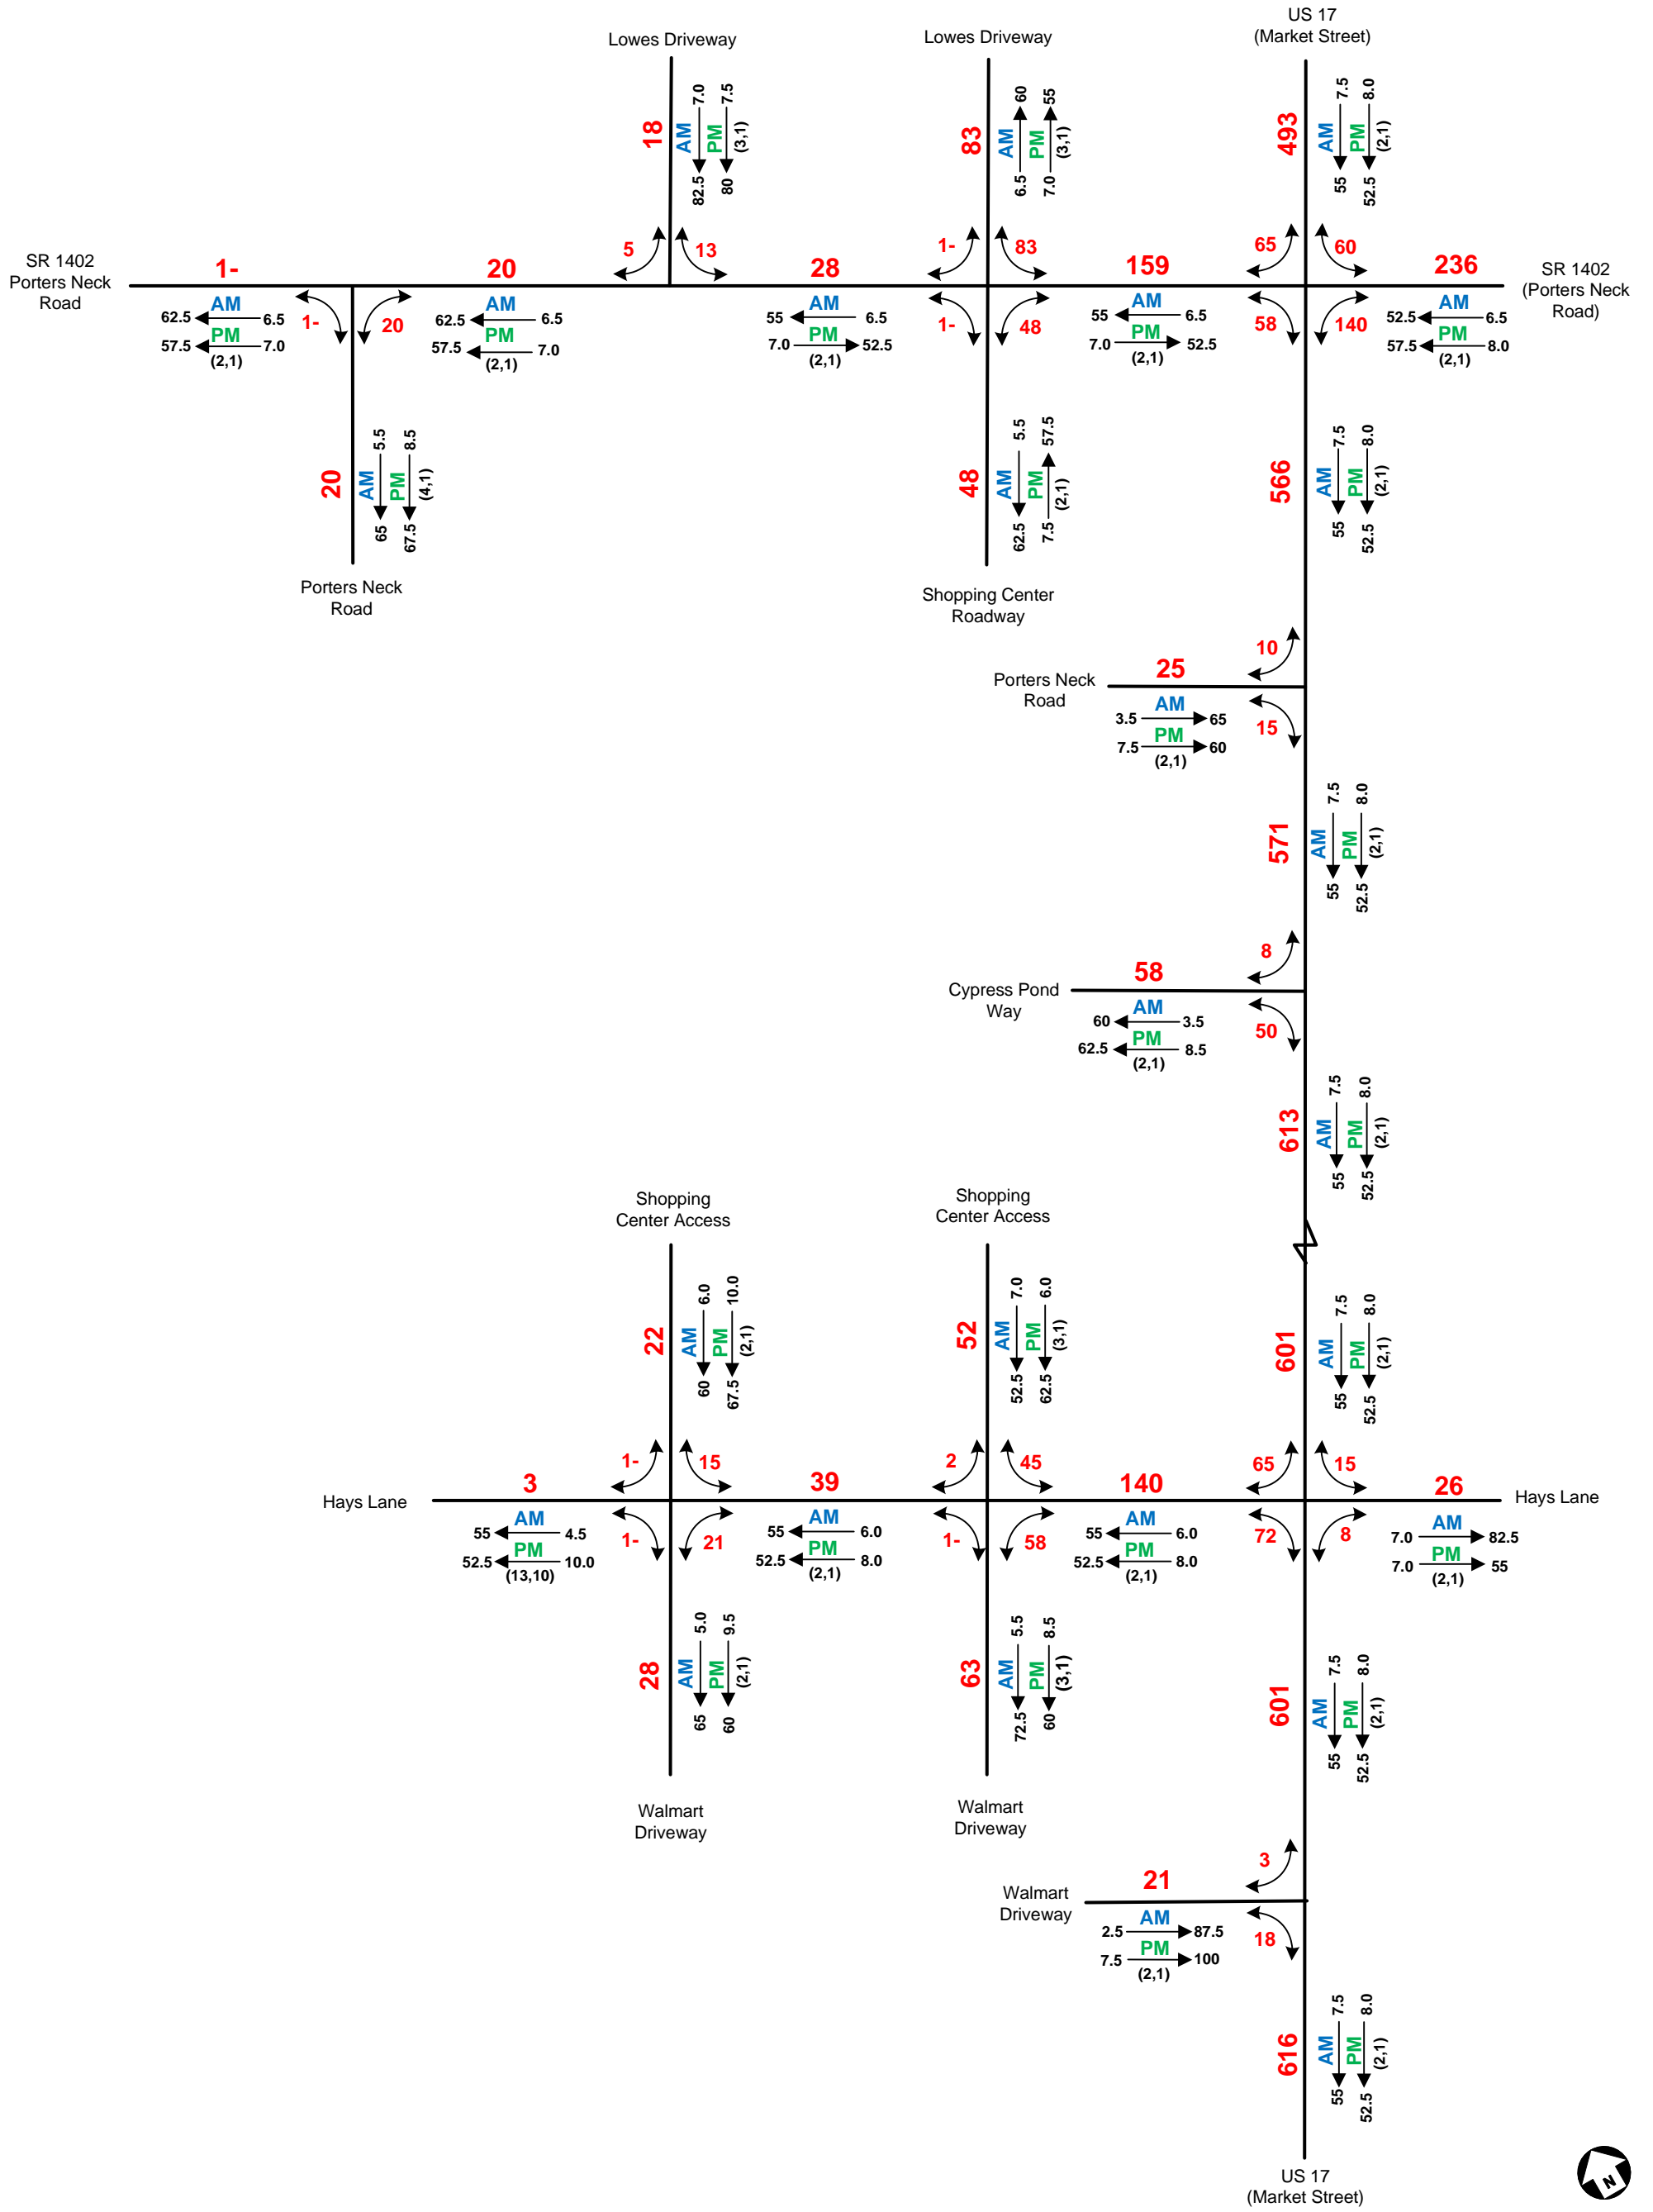 US 17
(Market Street)
Lowes Driveway
Lowes Driveway
18
AM
7.0
82.5
PM
7.5
80
(3,1)
83
AM
60
6.5
PM
55
7.0
(3,1)
493
AM
7.5
55
PM
8.0
52.5
(2,1)
SR 1402
Porters Neck
Road
1-
20
5
13
28
1-
83
159
65
60
236
SR 1402
(Porters Neck
Road)
AM
62.5 6.5
PM
57.5 7.0
(2,1)
1-
20
AM
62.5 6.5
PM
57.5 7.0
(2,1)
AM
55 6.5
PM
7.0 52.5
(2,1)
1-
48
AM
55 6.5
PM
7.0 52.5
(2,1)
58
140
AM
52.5 6.5
PM
57.5 8.0
(2,1)
20
AM
5.5
65
PM
8.5
67.5
(4,1)
48
AM
5.5
62.5
PM
57.5
7.5
(2,1)
566
AM
7.5
55
PM
8.0
52.5
(2,1)
Porters Neck
Road
Shopping Center
Roadway
10
Porters Neck
Road
25
AM
3.5 65
PM
7.5 60
(2,1)
15
571
AM
7.5
55
PM
8.0
52.5
(2,1)
8
Cypress Pond
Way
58
AM
60 3.5
PM
62.5 8.5
(2,1)
50
613
AM
7.5
55
PM
8.0
52.5
(2,1)
Shopping
Center Access
Shopping
Center Access
22
AM
6.0
60
PM
10.0
67.5
(2,1)
52
AM
7.0
52.5
PM
6.0
62.5
(3,1)
601
AM
7.5
55
PM
8.0
52.5
(2,1)
Hays Lane
3
1-
15
39
2
45
140
65
15
26
Hays Lane
AM
55 4.5
PM
52.5 10.0
(13,10)
1-
21
AM
55 6.0
PM
52.5 8.0
(2,1)
1-
58
AM
55 6.0
PM
52.5 8.0
(2,1)
72
8
AM
7.0 82.5
PM
7.0 55
(2,1)
28
AM
5.0
65
PM
9.5
60
(2,1)
63
AM
5.5
72.5
PM
8.5
60
(3,1)
601
AM
7.5
55
PM
8.0
52.5
(2,1)
Walmart
Driveway
Walmart
Driveway
3
Walmart
Driveway
21
AM
2.5 87.5
PM
7.5 100
(2,1)
18
616
AM
7.5
55
PM
8.0
52.5
(2,1)
US 17
(Market Street)
N